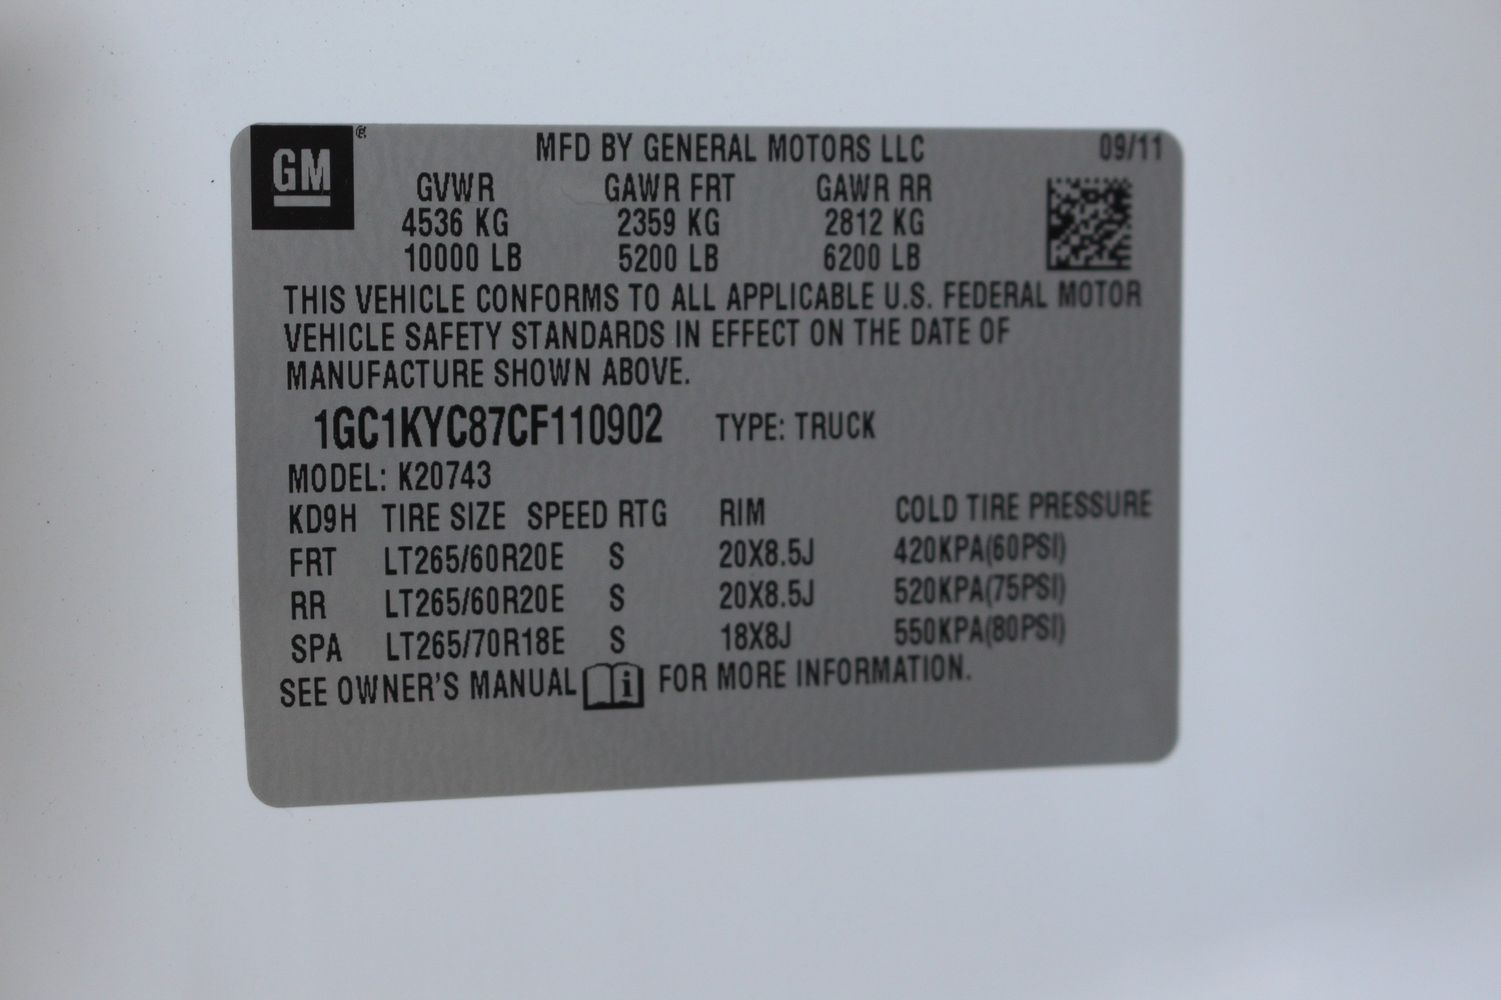 GM®
MFD BY GENERAL MOTORS LLC 09/11
GVWR GAWR FRT GAWR RR
4536 KG 2359 KG 2812 KG
10000 LB 5200 LB 6200 LB
THIS VEHICLE CONFORMS TO ALL APPLICABLE U.S. FEDERAL MOTOR
VEHICLE SAFETY STANDARDS IN EFFECT ON THE DATE OF
MANUFACTURE SHOWN ABOVE.
1GC1KYC87CF110902 TYPE: TRUCK
MODEL: K20743
KD9H TIRE SIZE SPEED RTG RIM COLD TIRE PRESSURE
FRT LT265/60R20E S 20X8.5J 420KPA(60PSI)
RR LT265/60R20E S 20X8.5J 520KPA(75PSI)
SPA LT265/70R18E S 18X8J 550KPA(80PSI)
SEE OWNER'S MANUAL i FOR MORE INFORMATION.